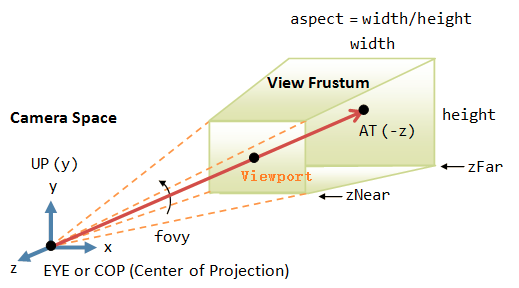 aspect = width/height
width
View Frustum
Camera Space
height
AT (-z)
UP (y)
zFar
Viewport
y
zNear
fovy
x
z
EYE or COP (Center of Projection)